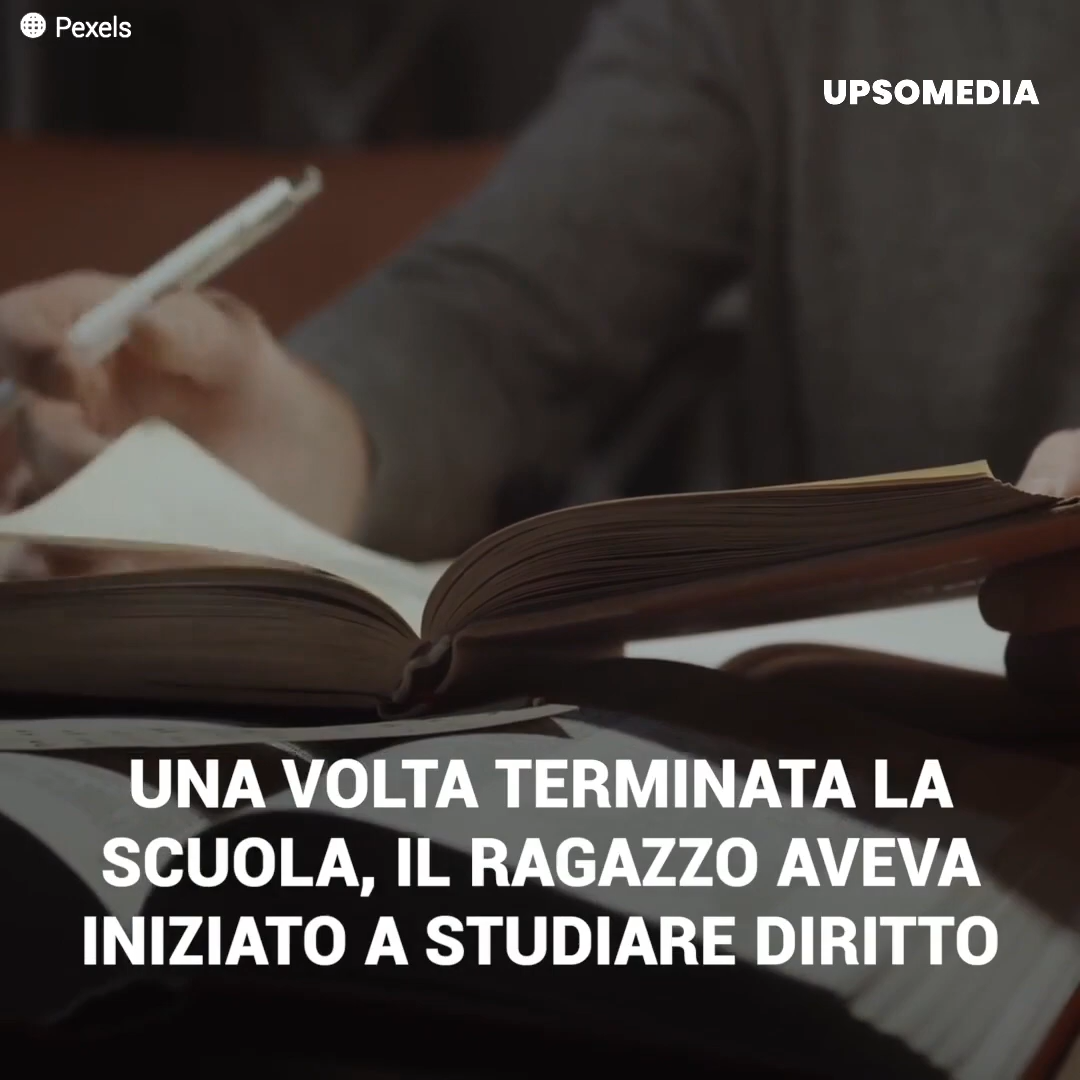 Pexels
UPSOMEDIA
UNA VOLTA TERMINATA LA
SCUOLA, IL RAGAZZO AVEVA
INIZIATO A STUDIARE DIRITTO